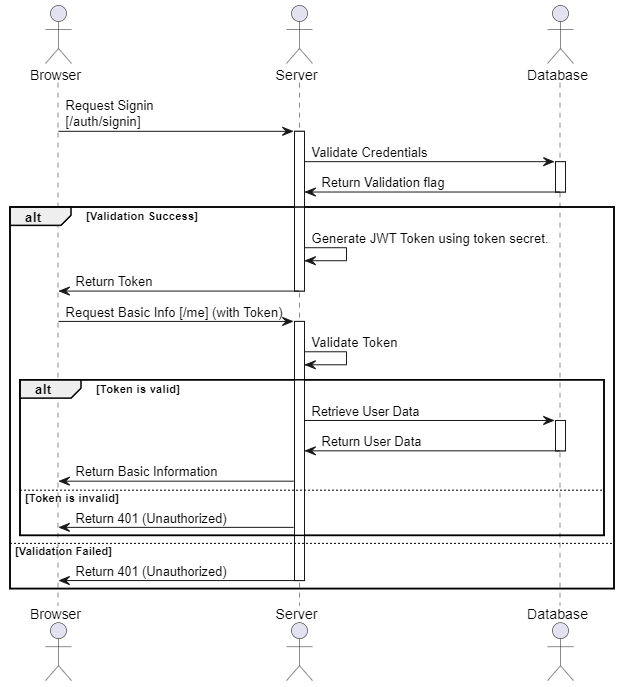 Browser
Server
Database
Request Signin
[/auth/signin]
Validate Credentials
Return Validation flag
alt
[Validation Success]
Generate JWT Token using token secret.
Return Token
Request Basic Info [/me] (with Token)
Validate Token
alt
[Token is valid]
Retrieve User Data
Return User Data
Return Basic Information
[Token is invalid]
Return 401 (Unauthorized)
[Validation Failed]
Return 401 (Unauthorized)
Browser
Server
Database